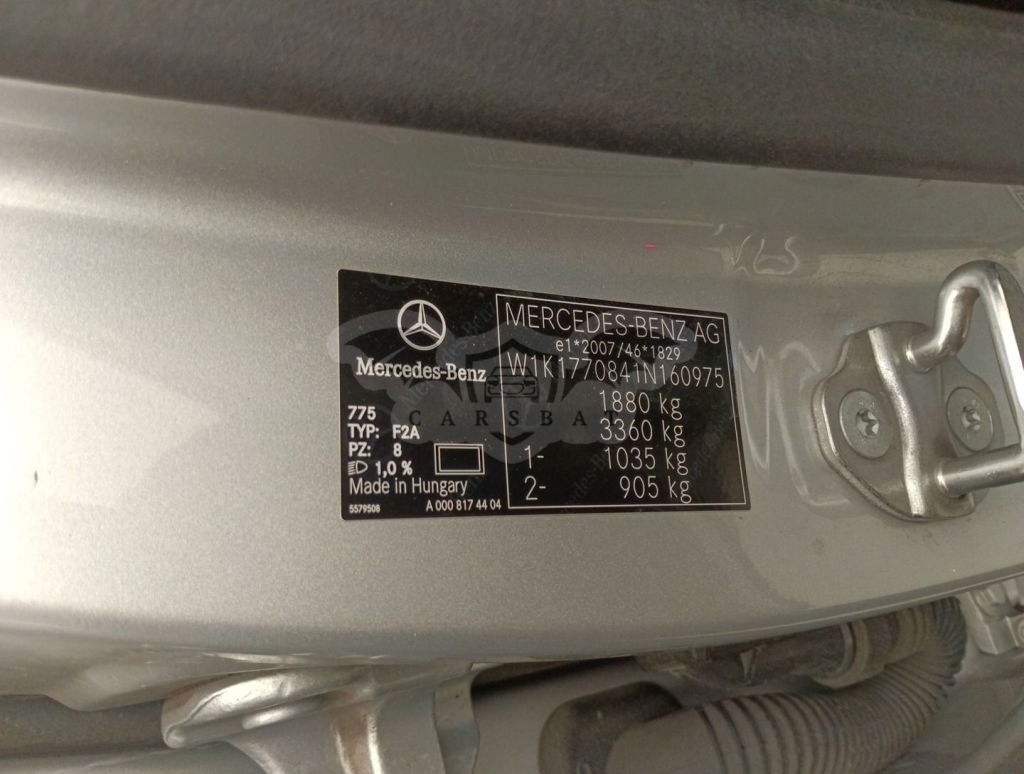 Mercedes-Benz
775
TYP: F2A
PZ: 8
1,0 %
Made in Hungary
5579508
A 000 817 44 04
MERCEDES-BENZ AG
e1*2007/46*1829
W1K1770841N160975
1880 kg
3360 kg
1- 1035 kg
2- 905 kg
CARSBAT